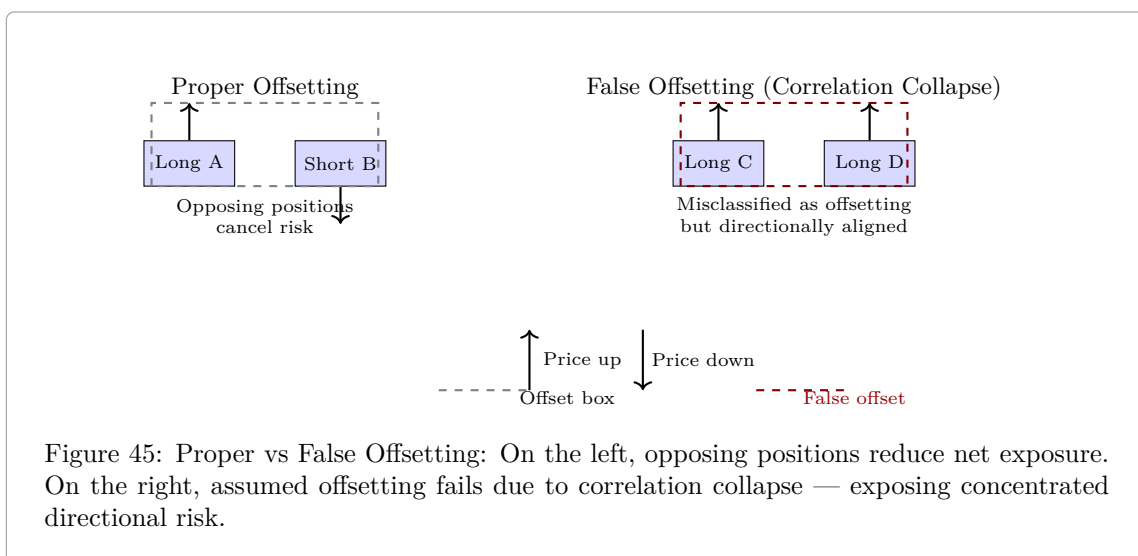 Proper Offsetting
False Offsetting (Correlation Collapse)
Long A
Short B
Long C
Long D
Opposing positions
cancel risk
Misclassified as offsetting
but directionally aligned
Price up
Price down
Offset box
False offset
Figure 45: Proper vs False Offsetting: On the left, opposing positions reduce net exposure.
On the right, assumed offsetting fails due to correlation collapse — exposing concentrated
directional risk.